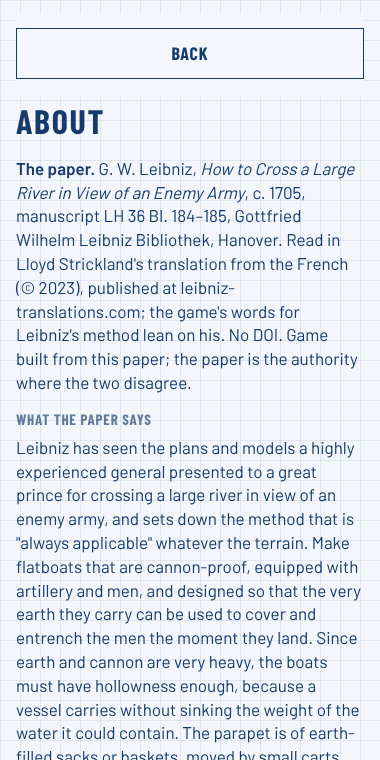 BACK
ABOUT
The paper. G. W. Leibniz, How to Cross a Large
River in View of an Enemy Army, c. 1705,
manuscript LH 36 Bl. 184–185, Gottfried
Wilhelm Leibniz Bibliothek, Hanover. Read in
Lloyd Strickland's translation from the French
(© 2023), published at leibniz-
translations.com; the game's words for
Leibniz's method lean on his. No DOI. Game
built from this paper; the paper is the authority
where the two disagree.
WHAT THE PAPER SAYS
Leibniz has seen the plans and models a highly
experienced general presented to a great
prince for crossing a large river in view of an
enemy army, and sets down the method that is
"always applicable" whatever the terrain. Make
flatboats that are cannon-proof, equipped with
artillery and men, and designed so that the very
earth they carry can be used to cover and
entrench the men the moment they land. Since
earth and cannon are very heavy, the boats
must have hollowness enough, because a
vessel carries without sinking the weight of the
water it could contain. The parapet is of earth-
filled sacks or baskets, moved by small carts